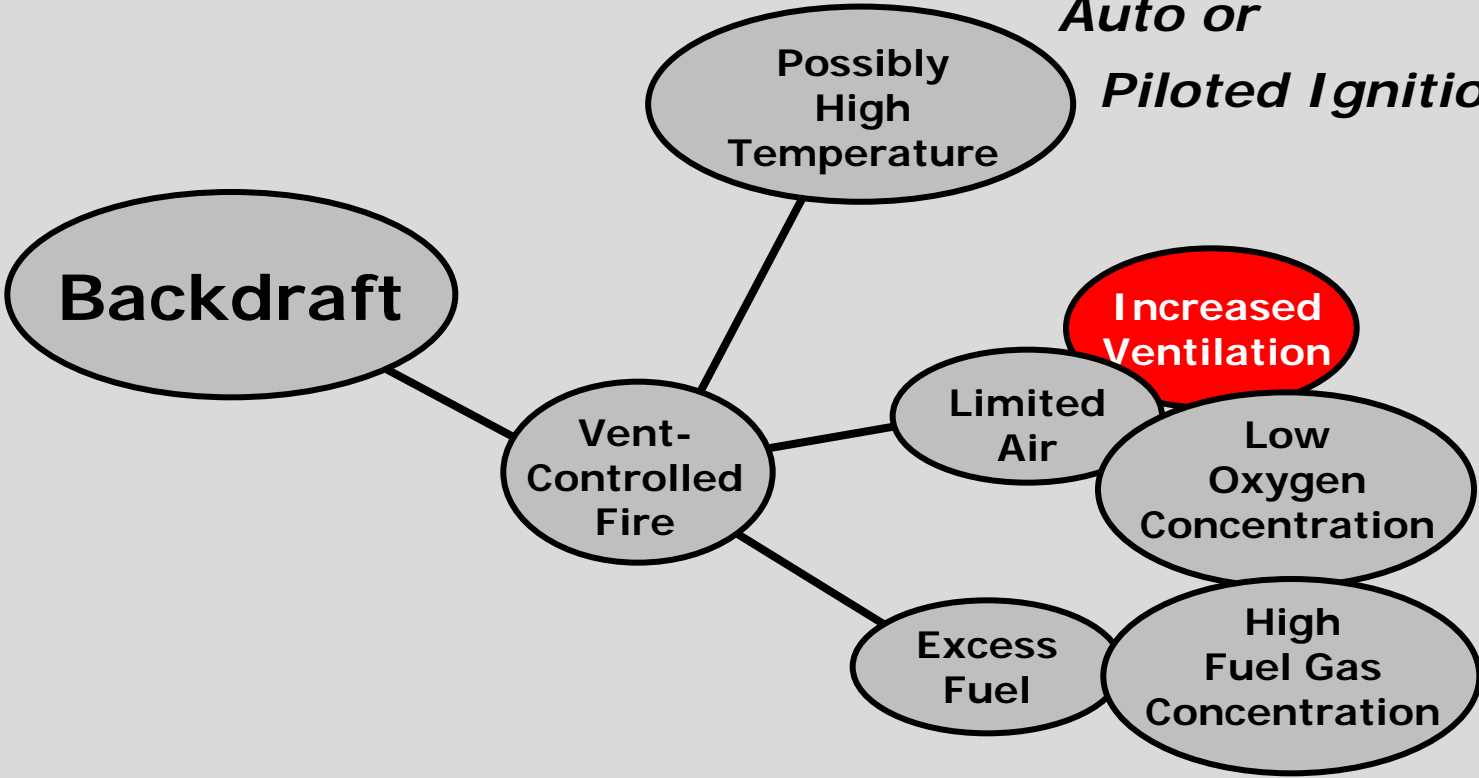 Auto or
Piloted Ignitio
Possibly
High
Temperature
Backdraft
Increased
Ventilation
Limited
Air
Vent-
Controlled
Fire
Low
Oxygen
Concentration
Excess
Fuel
High
Fuel Gas
Concentration